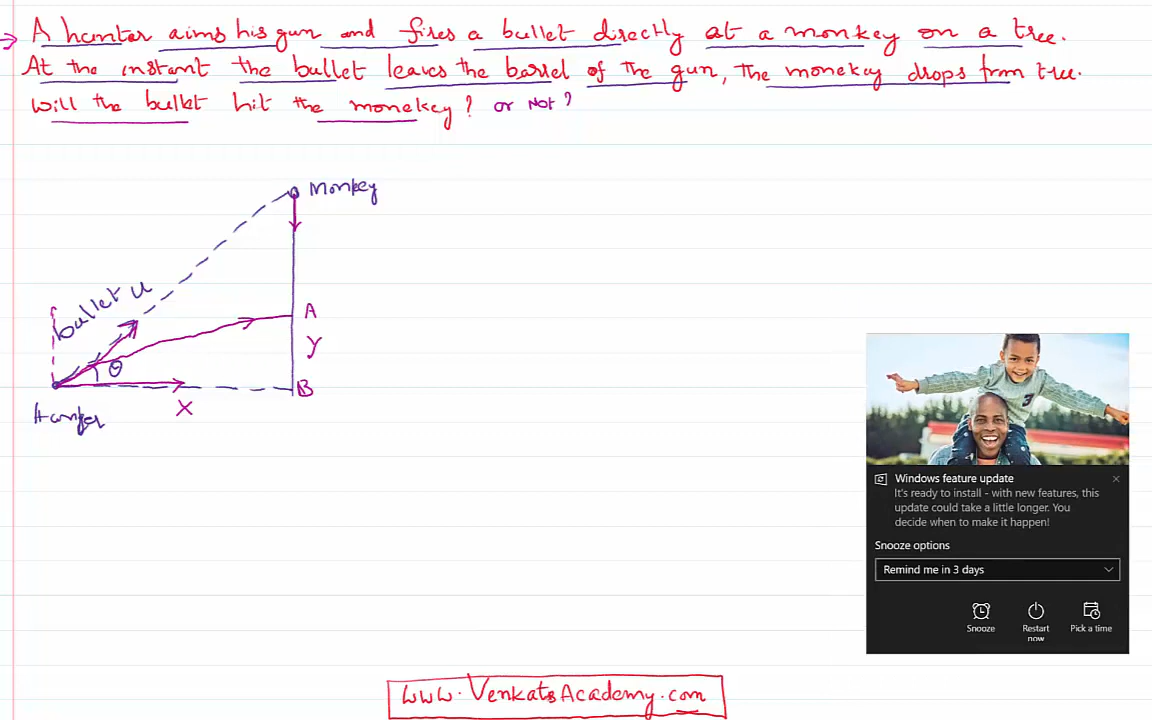 A hunter aims his gun and fires a bullet directly at a monkey on a tree.
At the instant the bullet leaves the barrel of the gun, The monekey drops from tree.
Will the bullet hit the monekey? or Not?
Monkey
bullet u
A
θ
y
B
X
Hunter
3
Windows feature update
It's ready to install - with new features, this
update could take a little longer. You
decide when to make it happen!
Snooze options
Remind me in 3 days
Snooze
Restart now
Pick a time
www.VenkatsAcademy.com